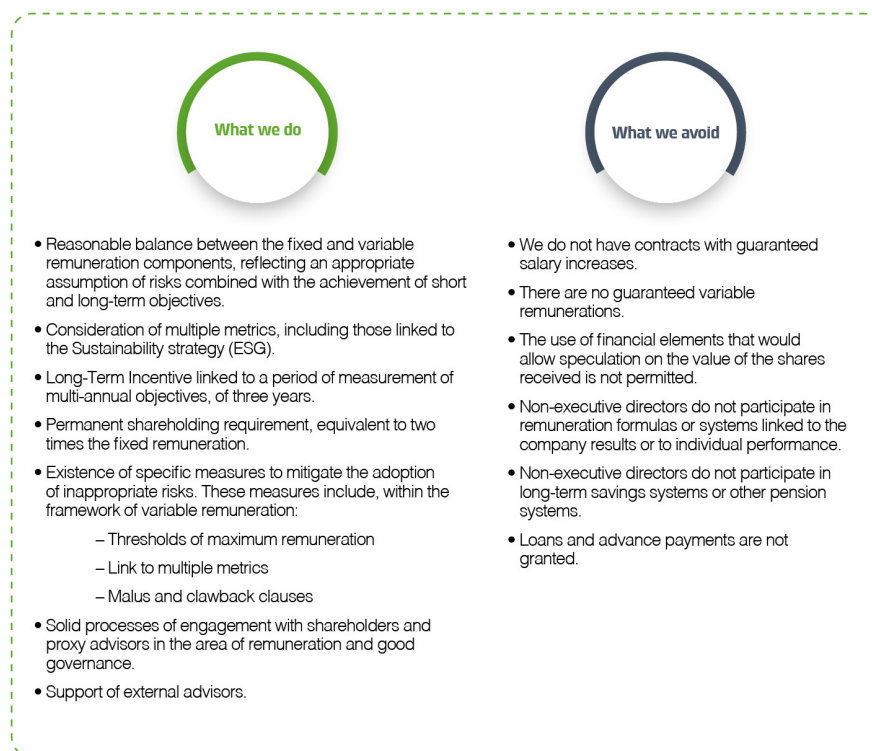 What we do
• Reasonable balance between the fixed and variable
remuneration components, reflecting an appropriate
assumption of risks combined with the achievement of short
and long-term objectives.
• Consideration of multiple metrics, including those linked to
the Sustainability strategy (ESG).
• Long-Term Incentive linked to a period of measurement of
multi-annual objectives, of three years.
• Permanent shareholding requirement, equivalent to two
times the fixed remuneration.
• Existence of specific measures to mitigate the adoption
of inappropriate risks. These measures include, within the
framework of variable remuneration:
– Thresholds of maximum remuneration
– Link to multiple metrics
– Malus and clawback clauses
• Solid processes of engagement with shareholders and
proxy advisors in the area of remuneration and good
governance.
• Support of external advisors.
What we avoid
• We do not have contracts with guaranteed
salary increases.
• There are no guaranteed variable
remunerations.
• The use of financial elements that would
allow speculation on the value of the shares
received is not permitted.
• Non-executive directors do not participate in
remuneration formulas or systems linked to the
company results or to individual performance.
• Non-executive directors do not participate in
long-term savings systems or other pension
systems.
• Loans and advance payments are not
granted.